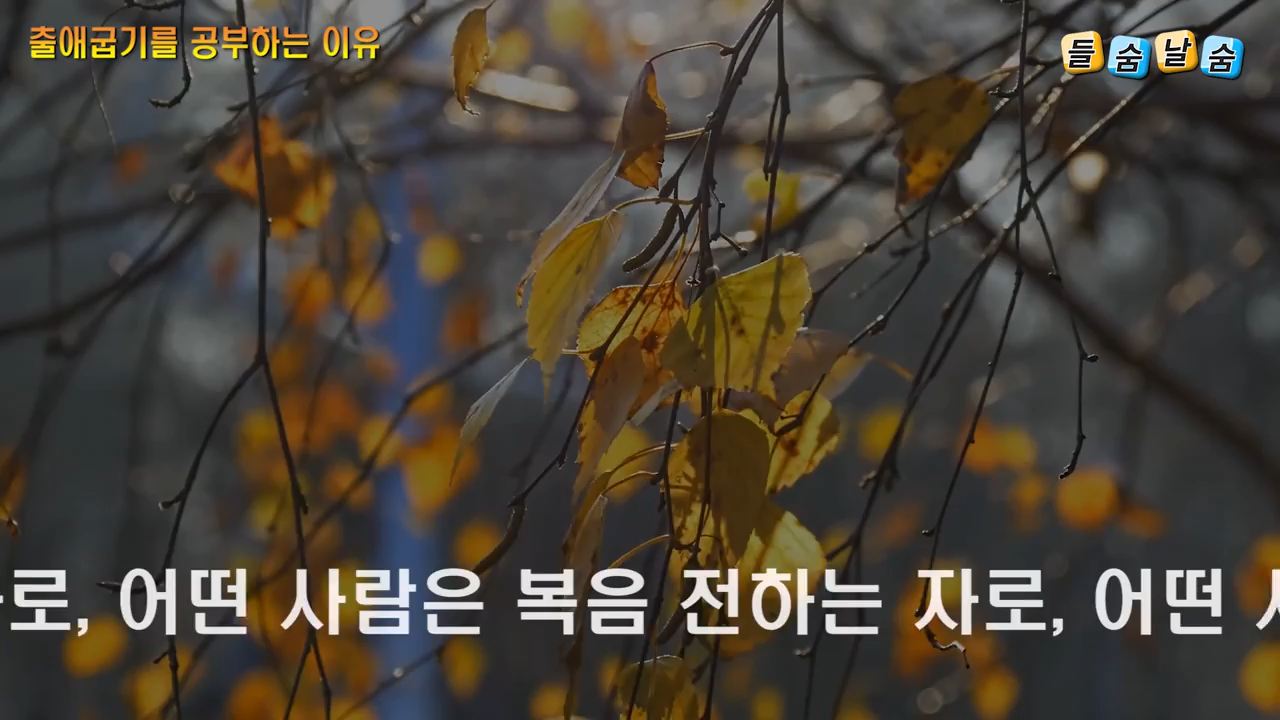 출애굽기를 공부하는 이유
들숨날숨
로, 어떤 사람은 복음 전하는 자로, 어떤